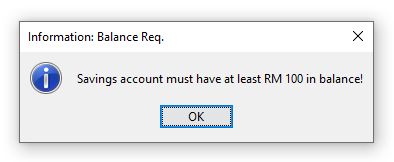 Information: Balance Req.
Savings account must have at least RM 100 in balance!
OK